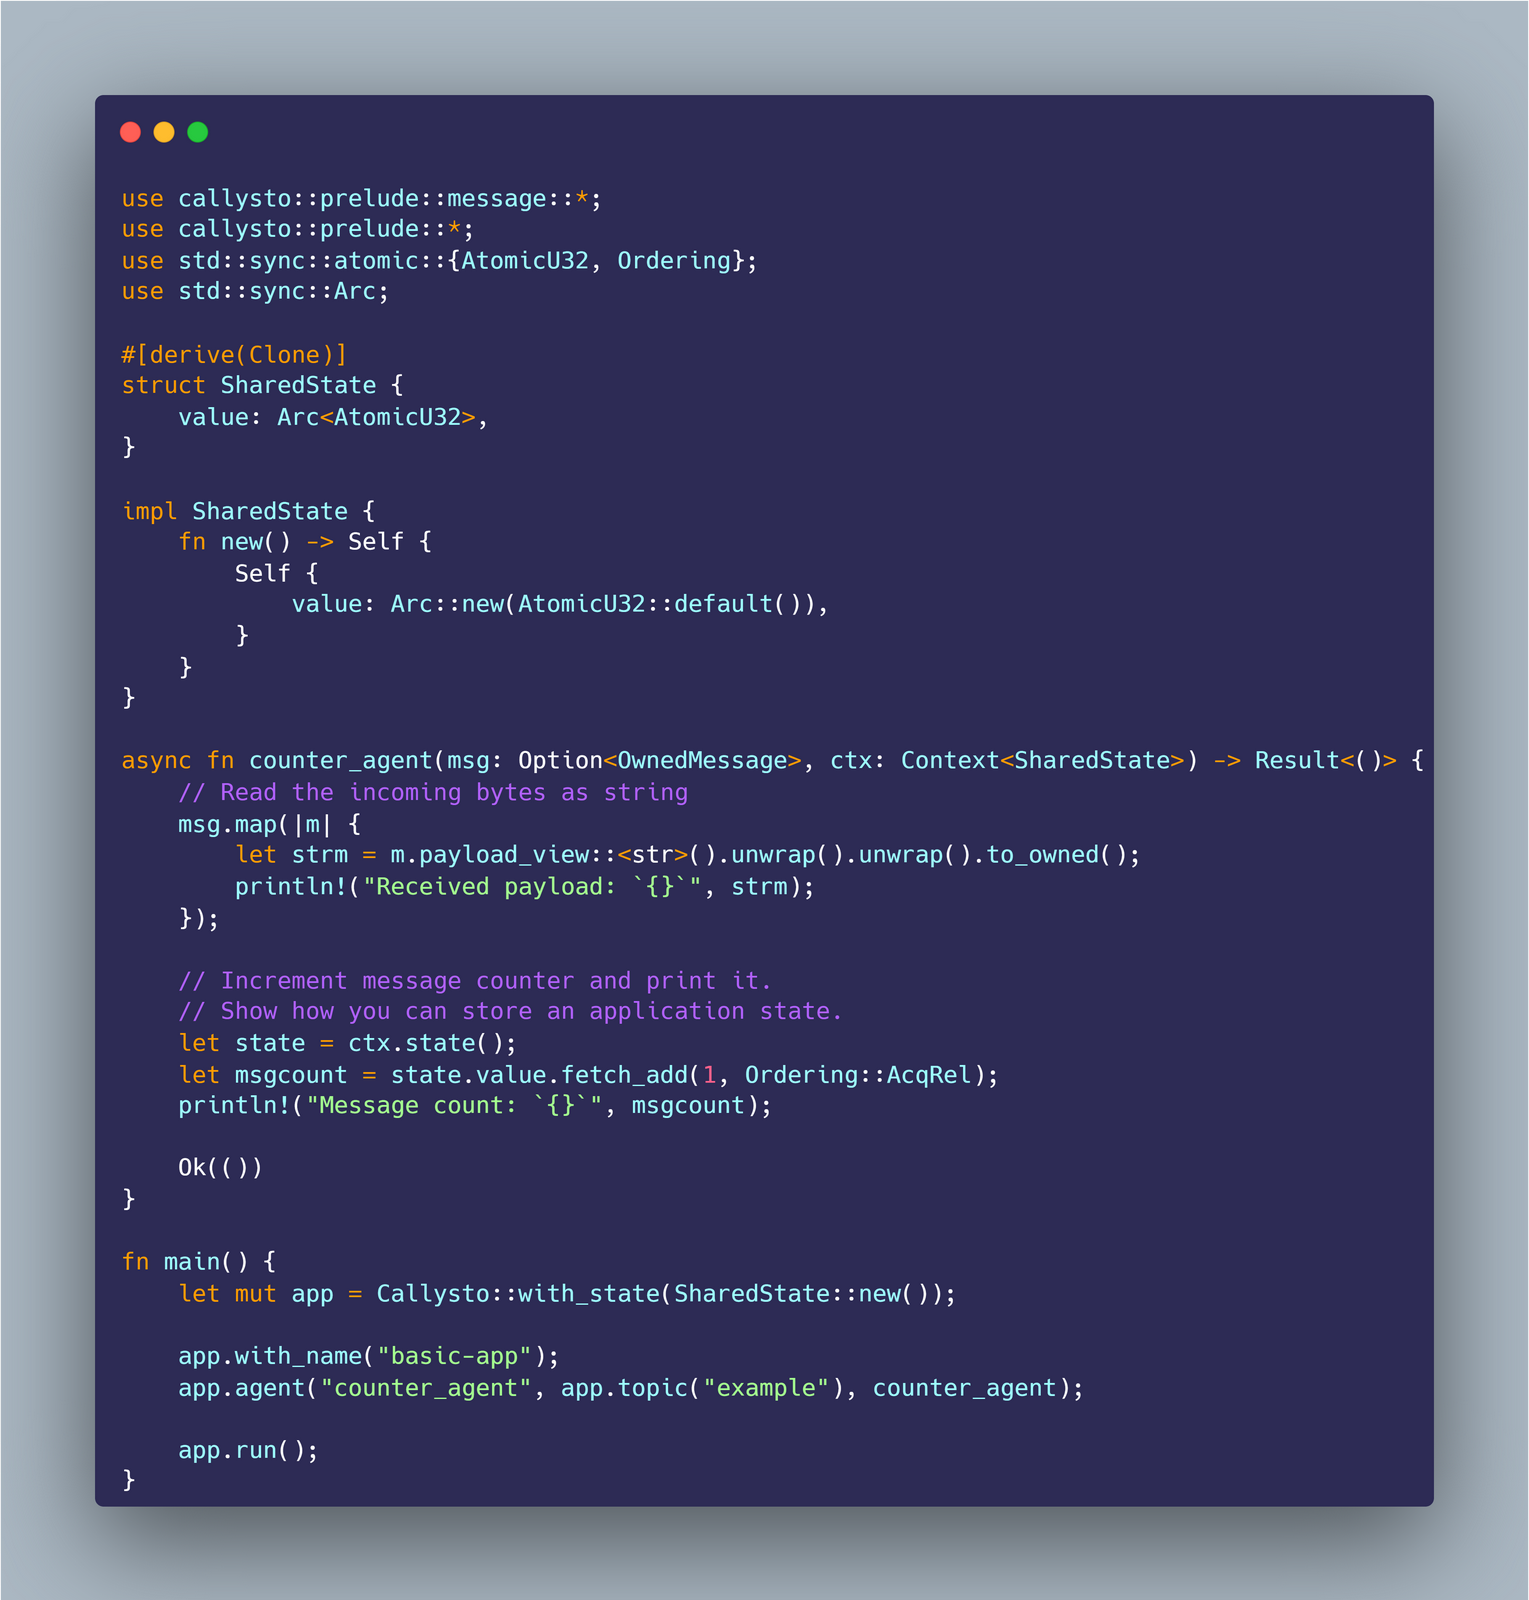 use callysto::prelude::message::*;
use callysto::prelude::*;
use std::sync::atomic::{AtomicU32, Ordering};
use std::sync::Arc;

#[derive(Clone)]
struct SharedState {
    value: Arc<AtomicU32>,
}

impl SharedState {
    fn new() -> Self {
        Self {
            value: Arc::new(AtomicU32::default()),
        }
    }
}

async fn counter_agent(msg: Option<OwnedMessage>, ctx: Context<SharedState>) -> Result<()> {
    // Read the incoming bytes as string
    msg.map(|m| {
        let strm = m.payload_view::<str>().unwrap().unwrap().to_owned();
        println!("Received payload: `{}`", strm);
    });

    // Increment message counter and print it.
    // Show how you can store an application state.
    let state = ctx.state();
    let msgcount = state.value.fetch_add(1, Ordering::AcqRel);
    println!("Message count: `{}`", msgcount);

    Ok(())
}

fn main() {
    let mut app = Callysto::with_state(SharedState::new());

    app.with_name("basic-app");
    app.agent("counter_agent", app.topic("example"), counter_agent);

    app.run();
}